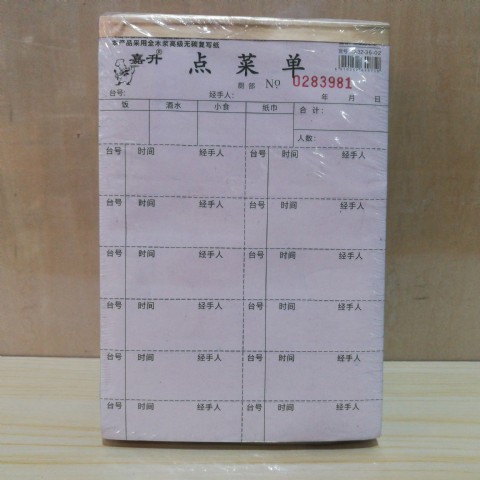 本产品采用全木浆高级无碳复写纸
嘉升® 点菜单
厨部 No 0283981
台号: 经手人: 年 月 日
饭 酒水 小食 纸巾 合计:
人数:
台号 时间 经手人 台号 时间 经手人
台号 时间 经手人 台号 时间 经手人
台号 时间 经手人 台号 时间 经手人
台号 时间 经手人 台号 时间 经手人
台号 时间 经手人 台号 时间 经手人
台号 时间 经手人 台号 时间 经手人